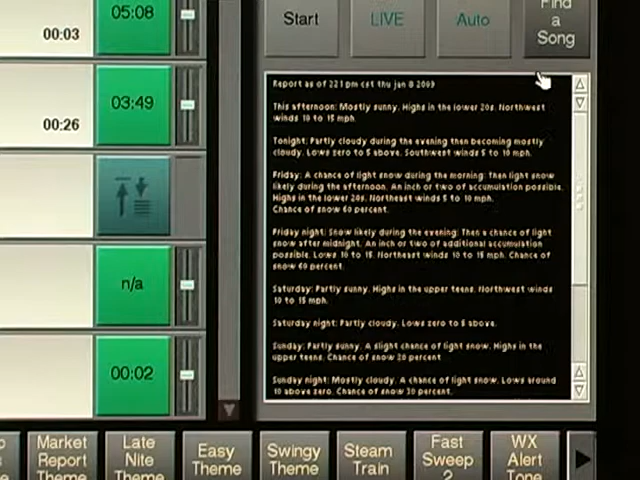 05:08
00:03
Start
LIVE
Auto
Find
a
Song
03:49
00:26
Report as of 221 pm cst thu jan 8 2009
This afternoon: Mostly sunny. Highs in the lower 20s. Northwest
winds 10 to 15 mph.
Tonight: Partly cloudy during the evening then becoming mostly
cloudy. Lows zero to 5 above. Southwest winds 5 to 10 mph.
Friday: A chance of light snow during the morning: then light snow
likely during the afternoon. An inch or two of accumulation possible.
Highs in the lower 20s. Northeast winds 5 to 10 mph.
Chance of snow 60 percent.
Friday night: Snow likely during the evening: Then a chance of light
snow after midnight. An inch or two of additional accumulation
possible. Lows 10 to 15. Northeast winds 10 to 15 mph. Chance of
snow 60 percent.
n/a
Saturday: Partly sunny. Highs in the upper teens. Northwest winds
10 to 15 mph.
Saturday night: Partly cloudy. Lows zero to 5 above.
Sunday: Partly sunny. A slight chance of light snow. Highs in the
upper teens. Chance of snow 20 percent
00:02
Sunday night: Mostly cloudy. A chance of light snow. Lows around
10 above zero. Chance of snow 30 percent.
Market
Report
Theme
Late
Nite
Theme
Easy
Theme
Swingy
Theme
Steam
Train
Fast
Sweep
2
WX
Alert
Tone